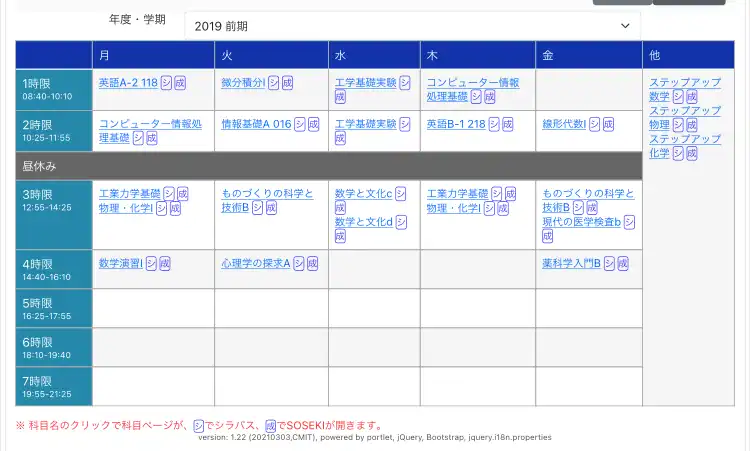 年度・学期
2019 前期
月 火 水 木 金 他
1時限
08:40-10:10
英語A-2 118 シ 成
微分積分I シ 成
工学基礎実験 シ
成
コンピューター情報
処理基礎 シ 成
ステップアップ
数学 シ 成
ステップアップ
物理 シ 成
ステップアップ
化学 シ 成
2時限
10:25-11:55
コンピューター情報処
理基礎 シ 成
情報基礎A 016 シ 成
工学基礎実験 シ
成
英語B-1 218 シ 成
線形代数I シ 成
昼休み
3時限
12:55-14:25
工業力学基礎 シ 成
物理・化学I シ 成
ものづくりの科学と
技術B シ 成
数学と文化c シ
成
数学と文化d シ
成
工業力学基礎 シ 成
物理・化学I シ 成
ものづくりの科学と
技術B シ 成
現代の医学検査b シ
成
4時限
14:40-16:10
数学演習I シ 成
心理学の探求A シ 成
薬科学入門B シ 成
5時限
16:25-17:55
6時限
18:10-19:40
7時限
19:55-21:25
※ 科目名のクリックで科目ページが、シでシラバス、成でSOSEKIが開きます。
version: 1.22 (20210303,CMIT), powered by portlet, jQuery, Bootstrap, jquery.i18n.properties